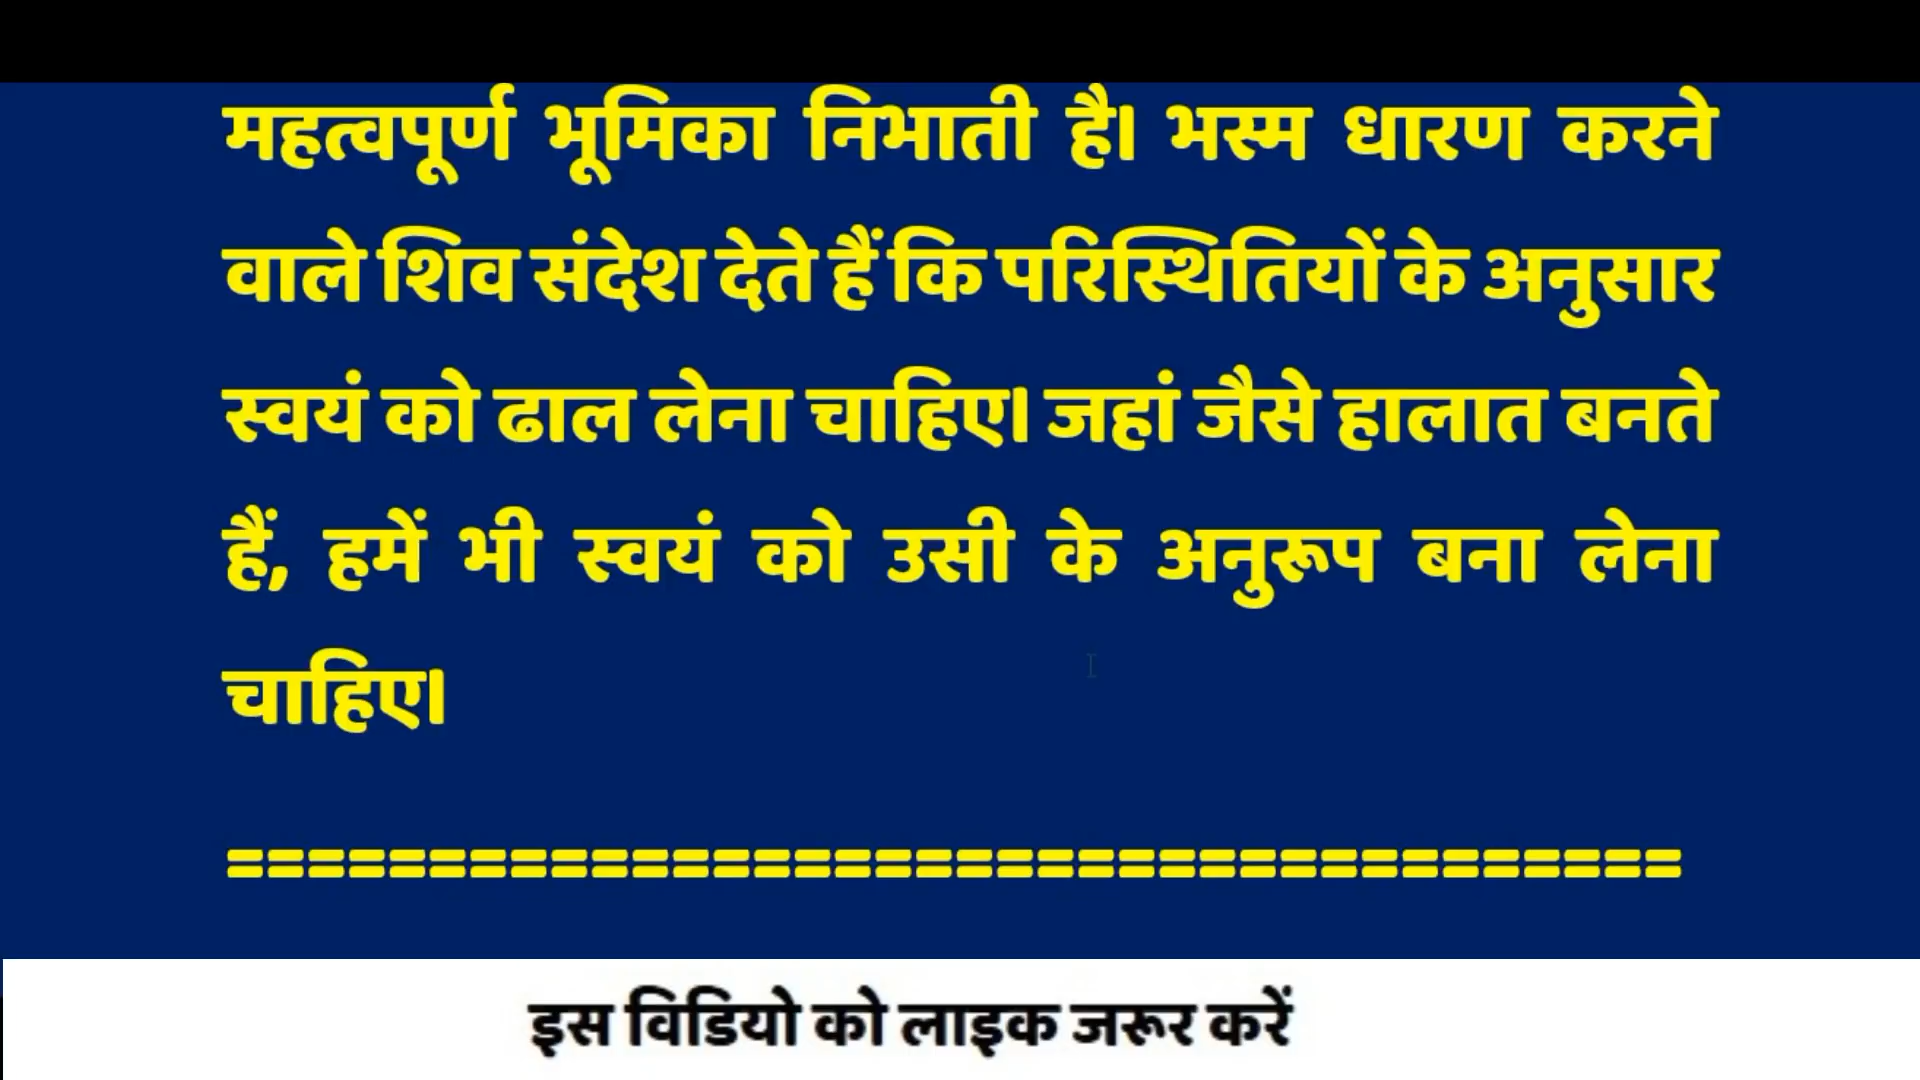 महत्वपूर्ण भूमिका निभाती है। भस्म धारण करने
वाले शिव संदेश देते हैं कि परिस्थितियों के अनुसार
स्वयं को ढाल लेना चाहिए। जहां जैसे हालात बनते
हैं, हमें भी स्वयं को उसी के अनुरूप बना लेना
चाहिए।
====================================
इस विडियो को लाइक जरूर करें